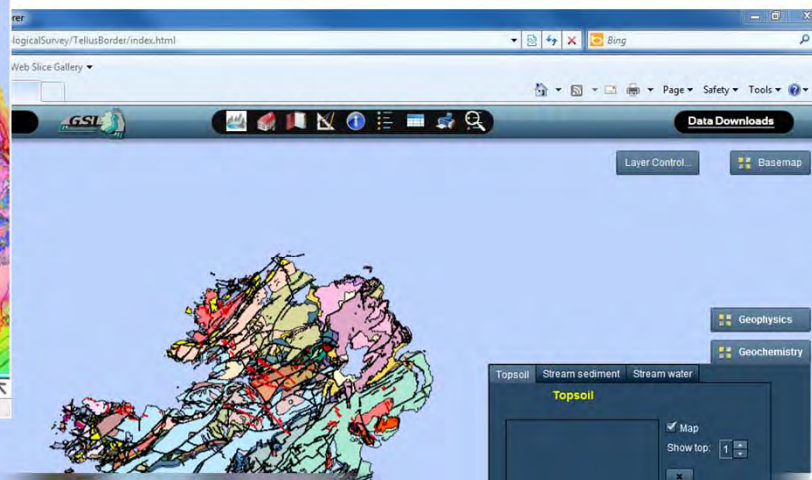 rer
logicalSurvey/TellusBorder/index.html
Bing
Web Slice Gallery
Page Safety Tools
GSI
Data Downloads
Layer Control...
Basemap
Geophysics
Geochemistry
Topsoil Stream sediment Stream water
Topsoil
Map
Show top: 1
x